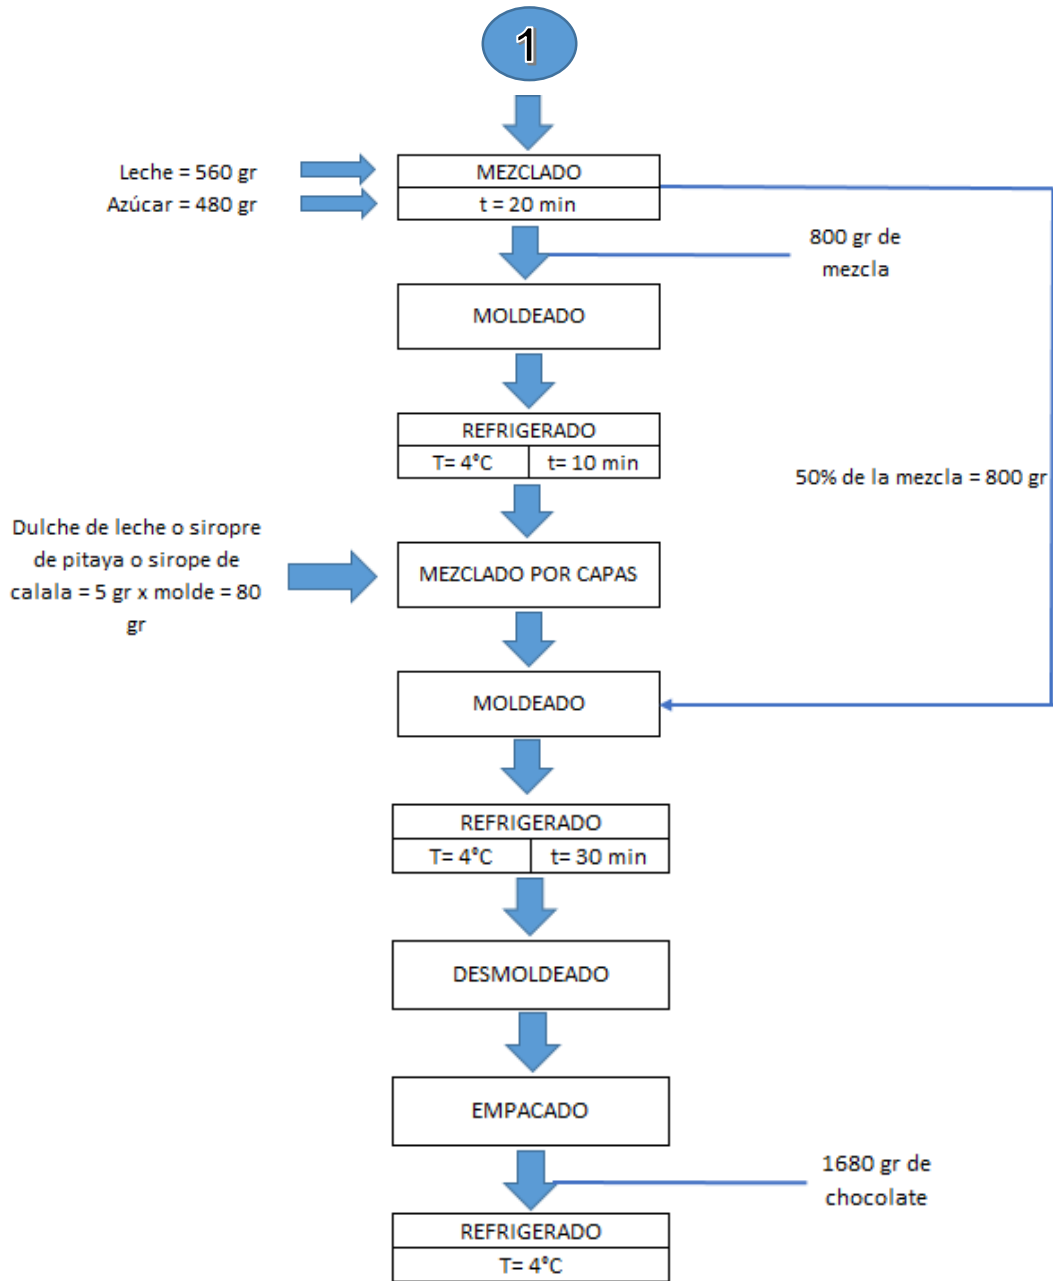 1
Leche = 560 gr
Azúcar = 480 gr
MEZCLADO
t = 20 min
800 gr de
mezcla
MOLDEADO
REFRIGERADO
T= 4°C
t= 10 min
50% de la mezcla = 800 gr
Dulche de leche o siropre
de pitaya o sirope de
calala = 5 gr x molde = 80
gr
MEZCLADO POR CAPAS
MOLDEADO
REFRIGERADO
T= 4°C
t= 30 min
DESMOLDEADO
EMPACADO
1680 gr de
chocolate
REFRIGERADO
T= 4°C